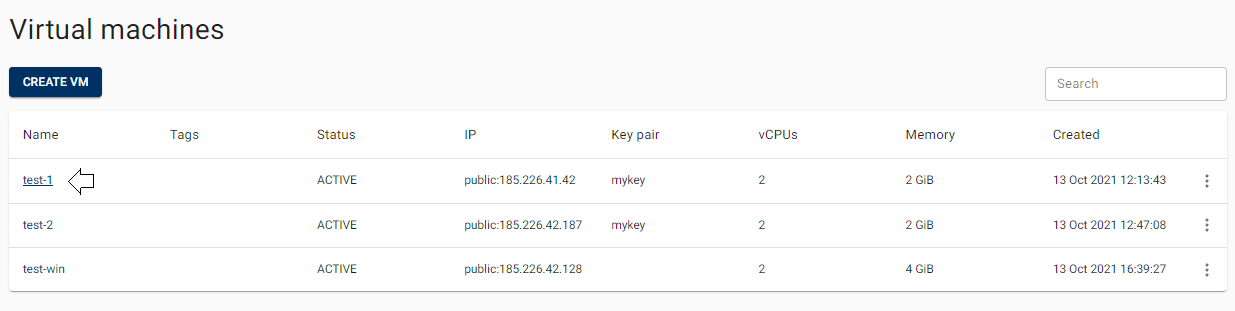 Virtual machines
CREATE VM
Search
Name Tags Status IP Key pair vCPUs Memory Created
test-1 ACTIVE public:185.226.41.42 mykey 2 2 GiB 13 Oct 2021 12:13:43
test-2 ACTIVE public:185.226.42.187 mykey 2 2 GiB 13 Oct 2021 12:47:08
test-win ACTIVE public:185.226.42.128 2 4 GiB 13 Oct 2021 16:39:27